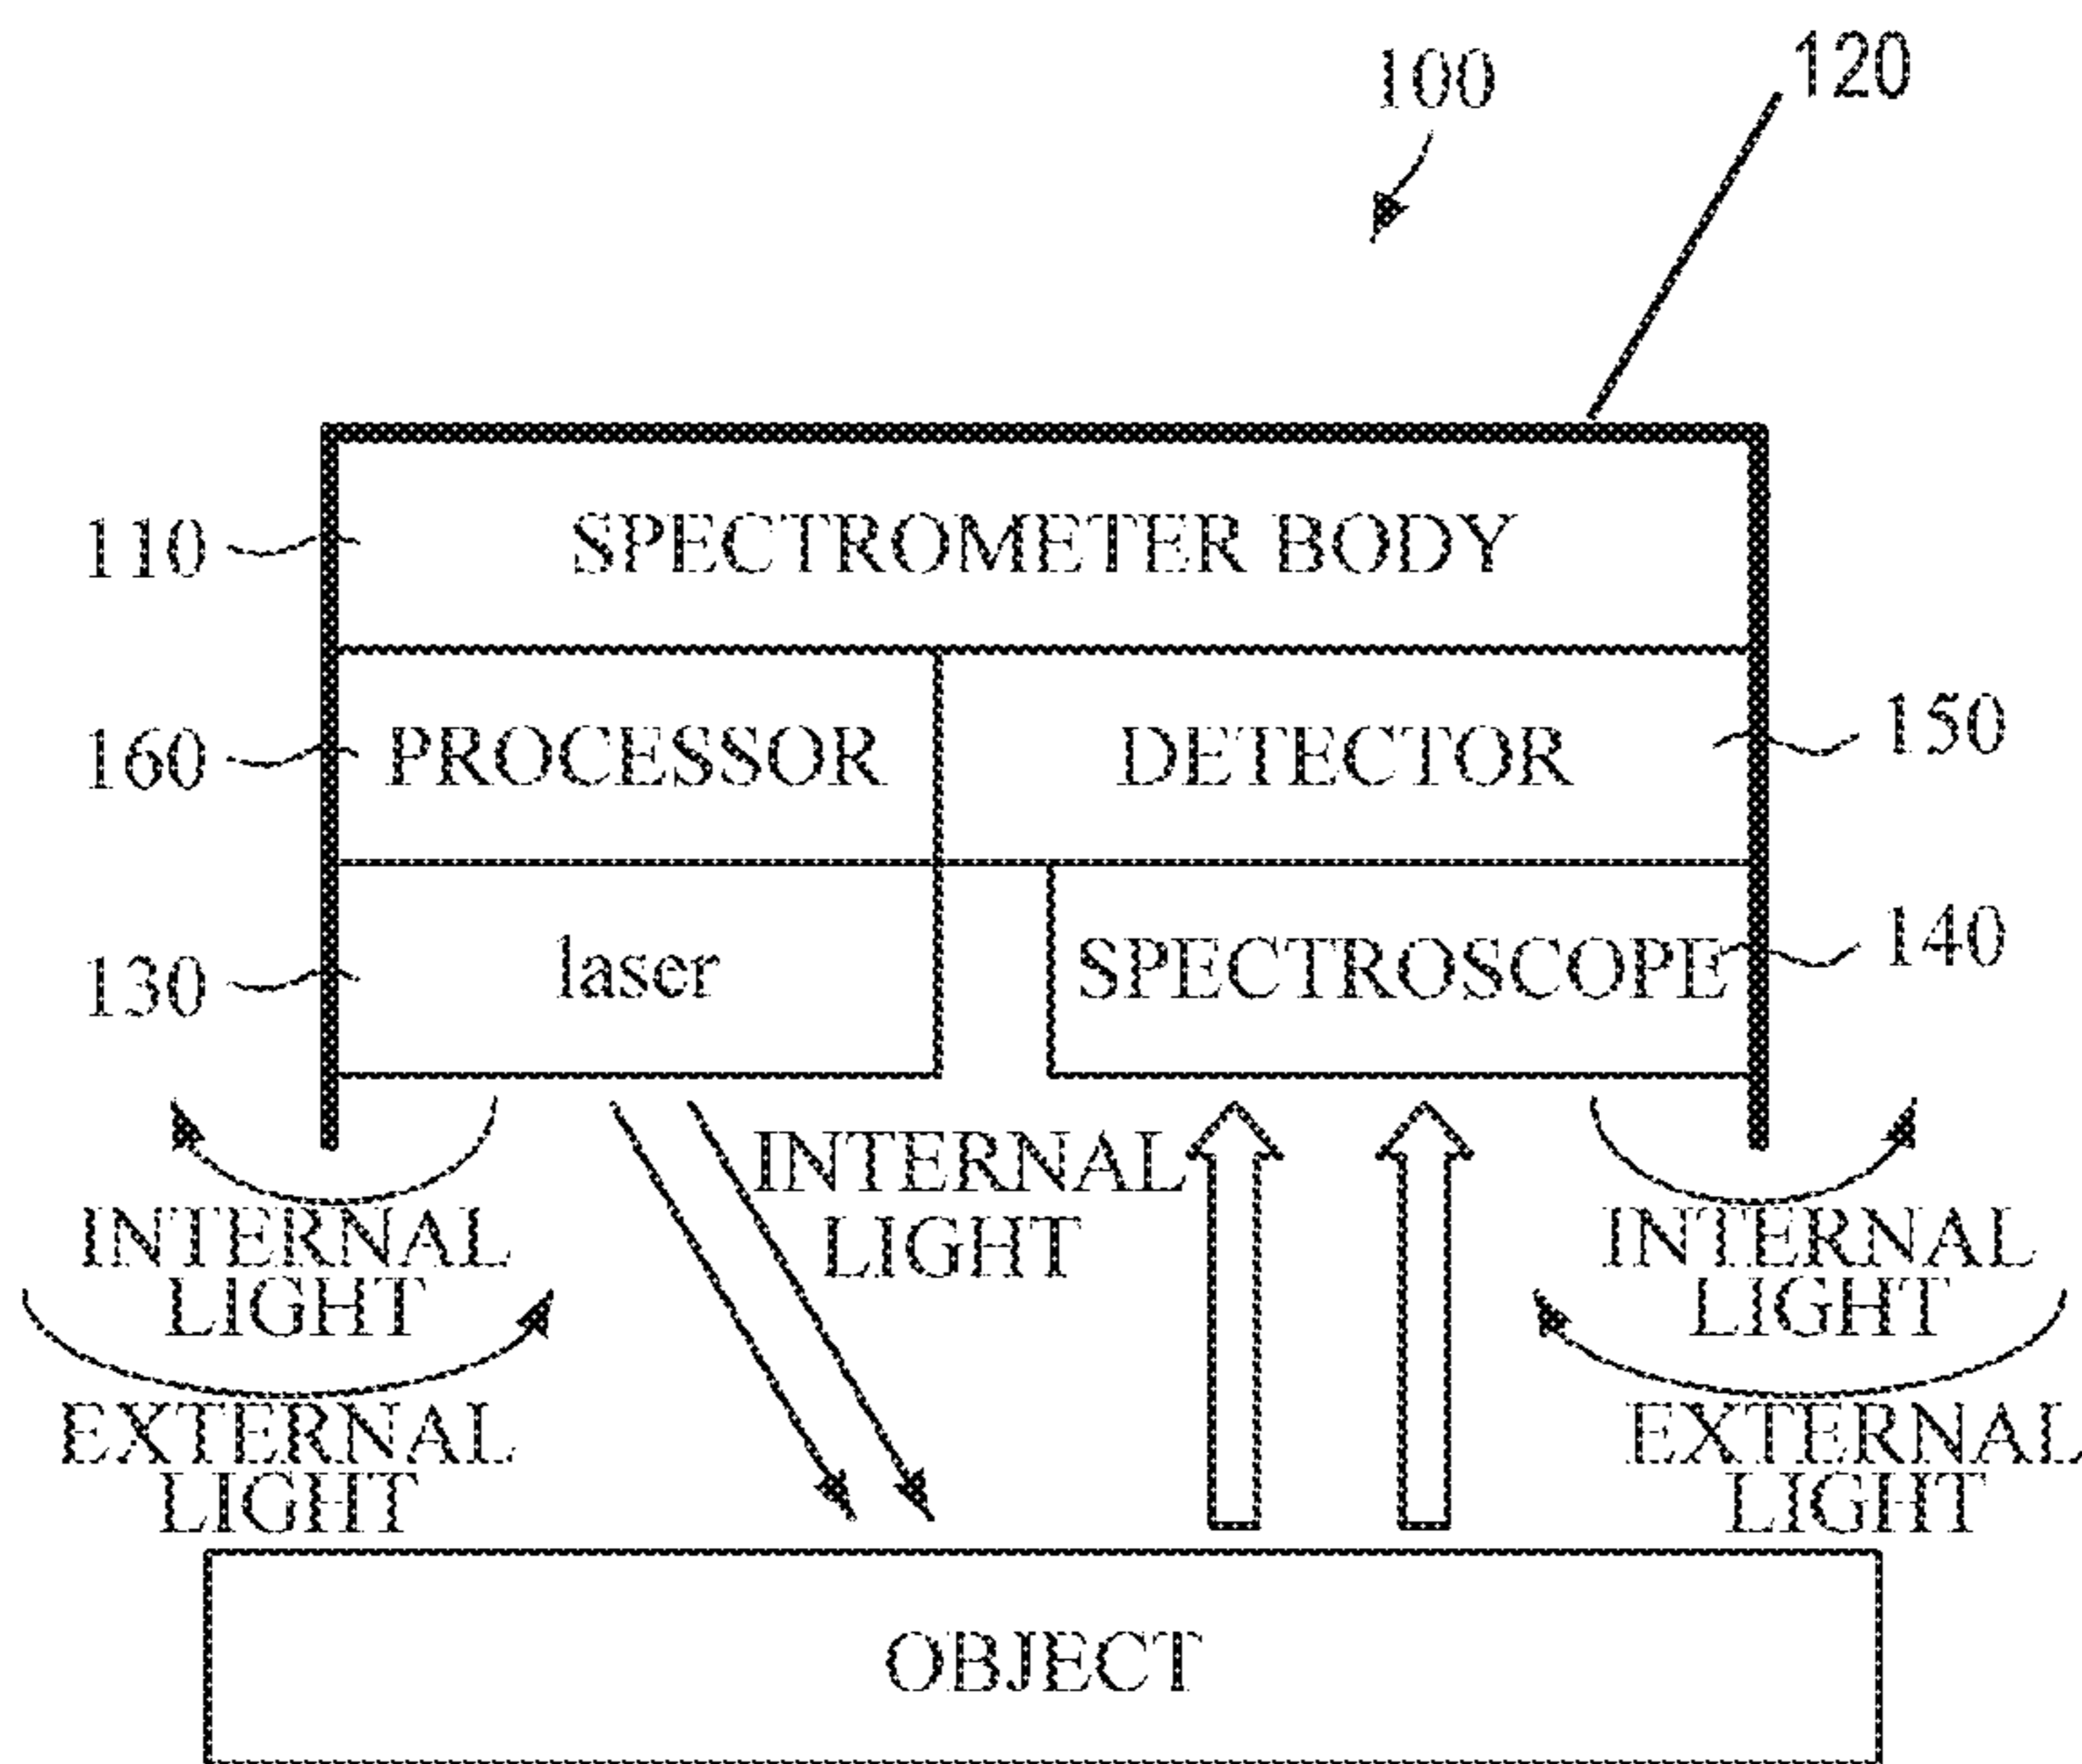 100
120
110
SPECTROMETER BODY
160
PROCESSOR
DETECTOR
150
130
laser
SPECTROSCOPE
140
INTERNAL
LIGHT
INTERNAL
LIGHT
INTERNAL
LIGHT
EXTERNAL
LIGHT
EXTERNAL
LIGHT
OBJECT